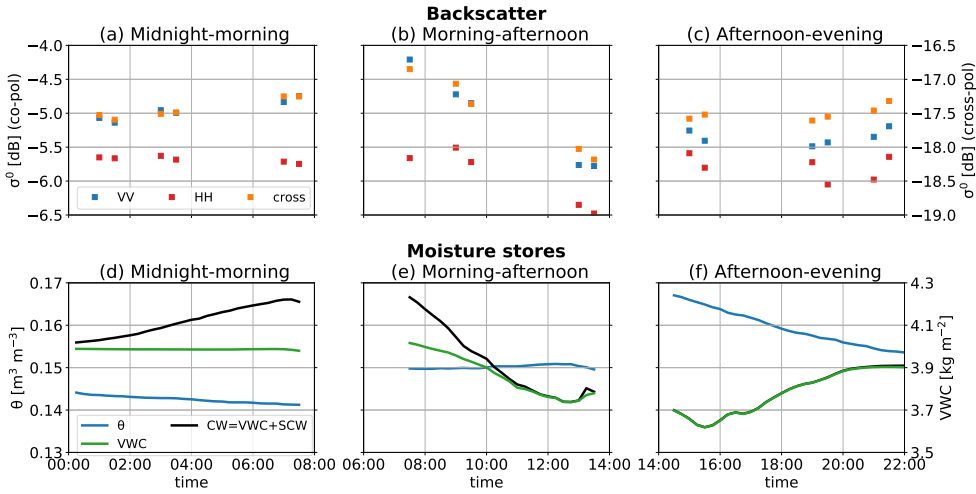 Backscatter
(a) Midnight-morning
(b) Morning-afternoon
(c) Afternoon-evening
−4.0
−4.5
−5.0
−5.5
−6.0
−6.5
σ⁰ [dB] (co-pol)
VV
HH
cross
−16.5
−17.0
−17.5
−18.0
−18.5
−19.0
σ⁰ [dB] (cross-pol)
Moisture stores
(d) Midnight-morning
(e) Morning-afternoon
(f) Afternoon-evening
0.17
0.16
0.15
0.14
0.13
θ [m³ m⁻³]
θ
VWC
CW=VWC+SCW
4.3
4.1
3.9
3.7
3.5
VWC [kg m⁻²]
00:00 02:00 04:00 06:00 08:00
06:00 08:00 10:00 12:00 14:00
14:00 16:00 18:00 20:00 22:00
time
time
time